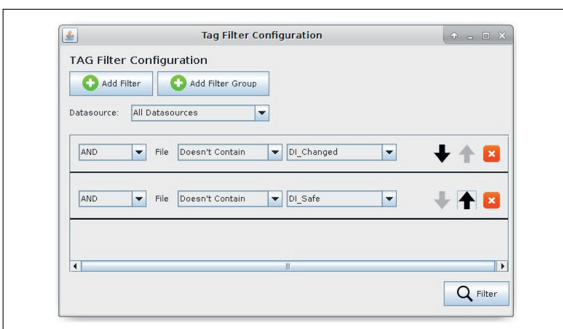 Tag Filter Configuration
TAG Filter Configuration
Add Filter Add Filter Group
Datasource: All Datasources
AND File Doesn't Contain DI_Changed
AND File Doesn't Contain DI_Safe
Filter